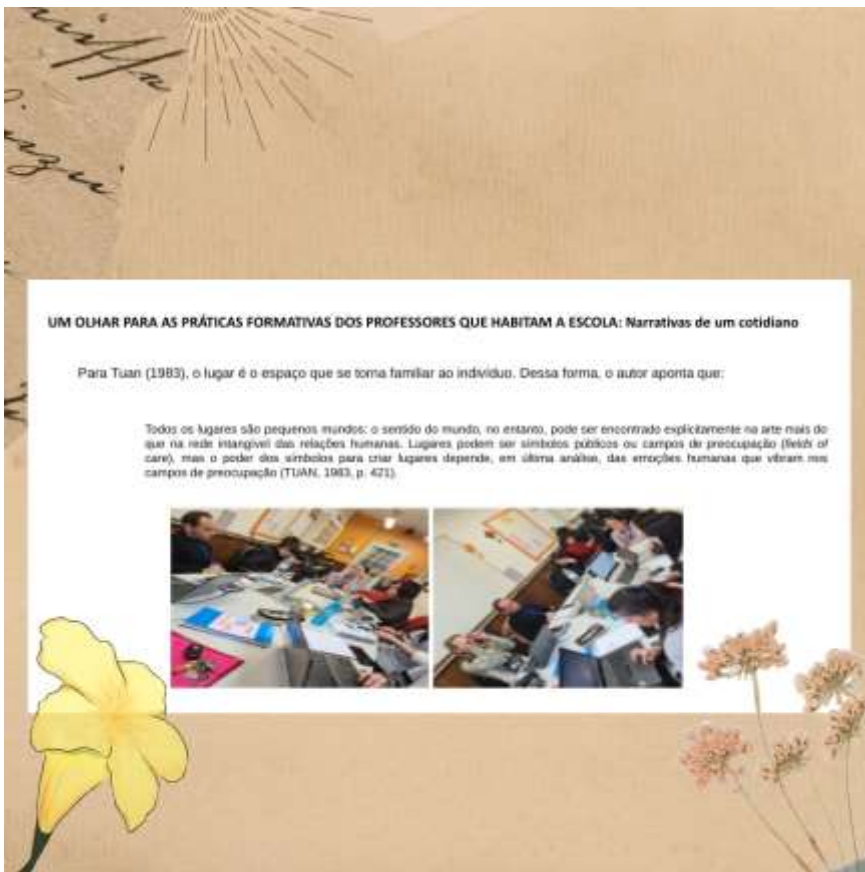 UM OLHAR PARA AS PRÁTICAS FORMATIVAS DOS PROFESSORES QUE HABITAM A ESCOLA: Narrativas de um cotidiano
Para Tuan (1983), o lugar é o espaço que se torna familiar ao indivíduo. Dessa forma, o autor aponta que:
Todos os lugares são pequenos mundos: o sentido do mundo, no entanto, pode ser encontrado explicitamente na arte mais do
que na rede intangível das relações humanas. Lugares podem ser símbolos públicos ou campos de preocupação (fields of
care), mas o poder dos símbolos para criar lugares depende, em última análise, das emoções humanas que vibram nos
campos de preocupação (TUAN, 1983, p. 421).